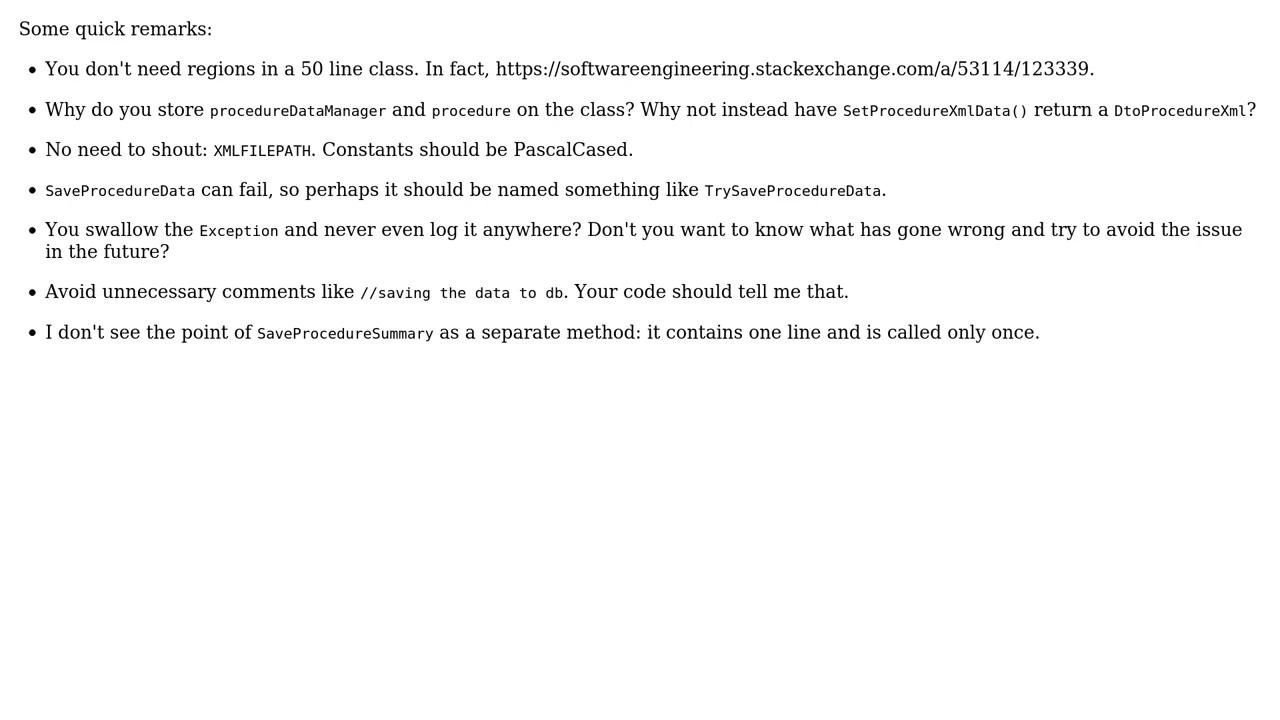 Some quick remarks:
• You don't need regions in a 50 line class. In fact, https://softwareengineering.stackexchange.com/a/53114/123339.
• Why do you store procedureDataManager and procedure on the class? Why not instead have SetProcedureXmlData() return a DtoProcedureXml?
• No need to shout: XMLFILEPATH. Constants should be PascalCased.
• SaveProcedureData can fail, so perhaps it should be named something like TrySaveProcedureData.
• You swallow the Exception and never even log it anywhere? Don't you want to know what has gone wrong and try to avoid the issue
in the future?
• Avoid unnecessary comments like //saving the data to db. Your code should tell me that.
• I don't see the point of SaveProcedureSummary as a separate method: it contains one line and is called only once.